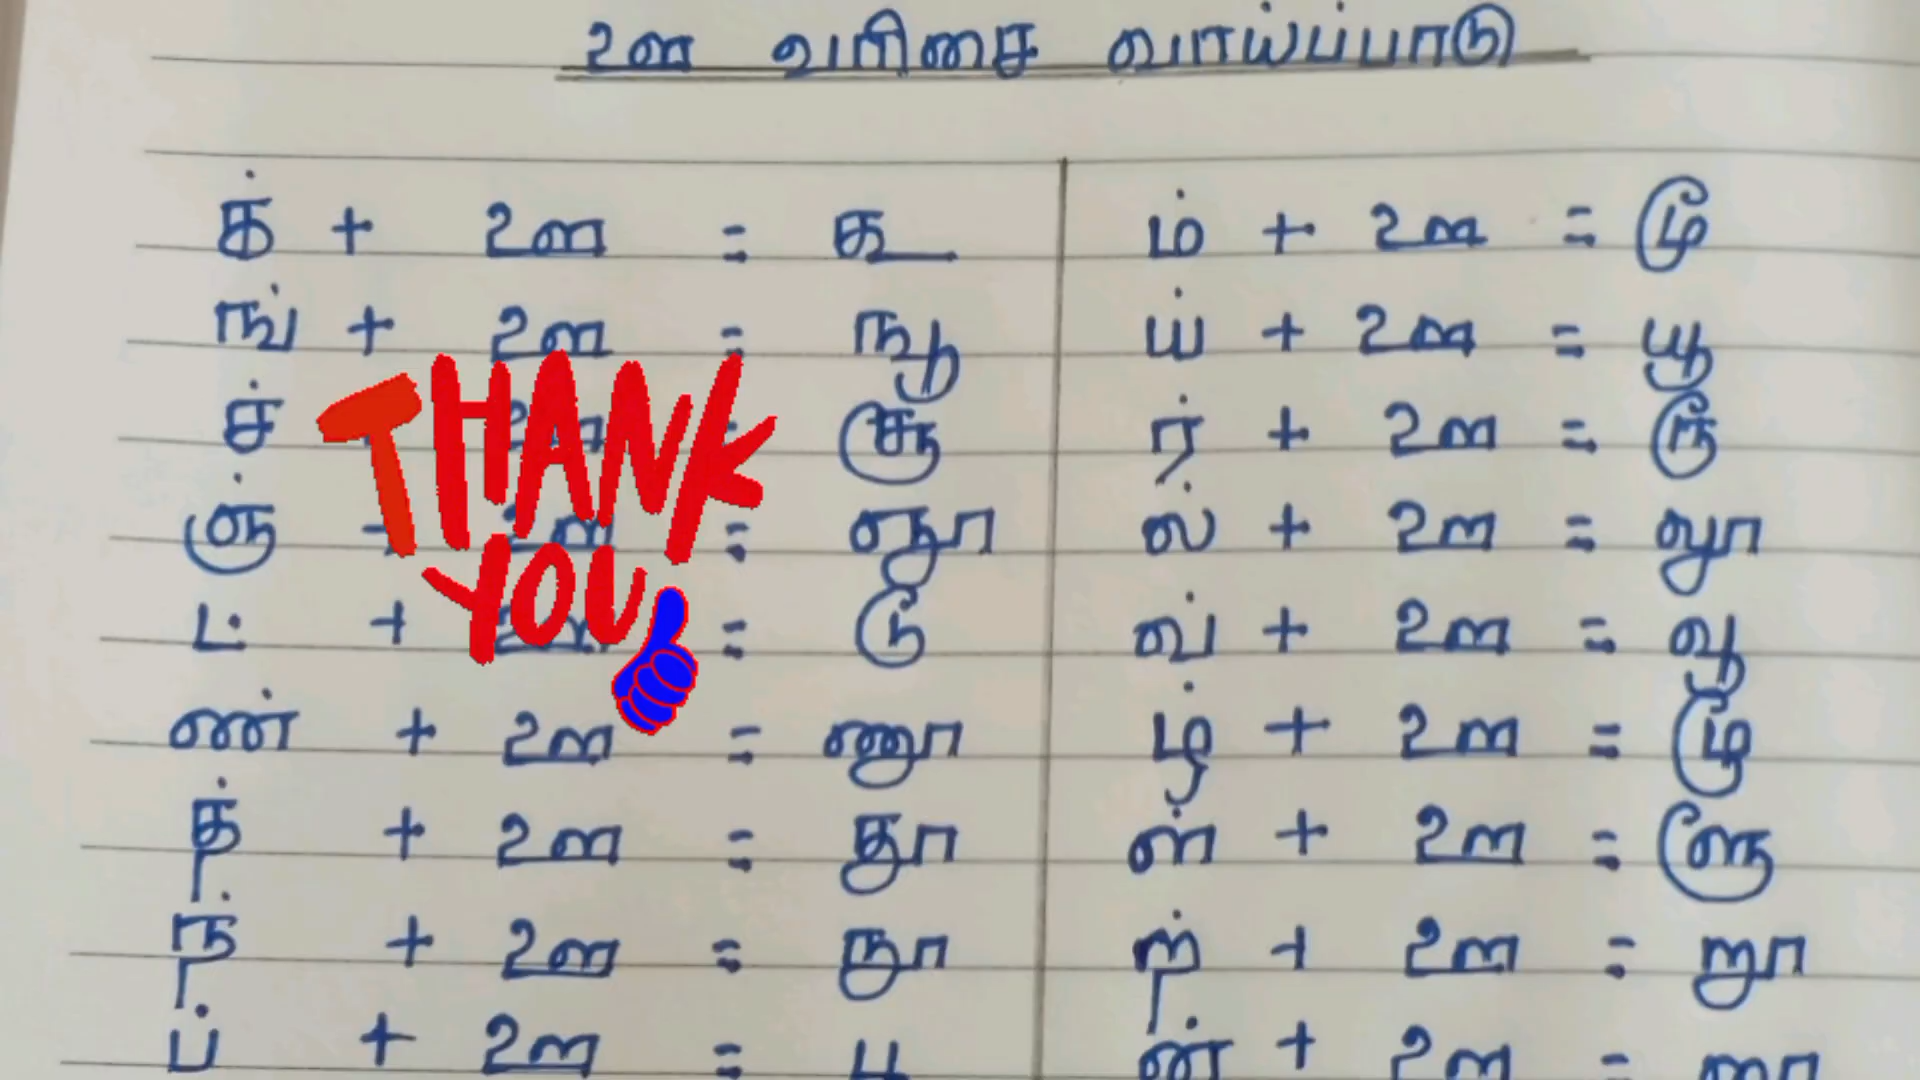 ஊ வரிசை வாய்ப்பாடு
க் + ஊ = கூ
ங் + ஊ = ஙூ
ச் + ஊ = சூ
ஞ் + ஊ = ஞூ
ட் + ஊ = டூ
ண் + ஊ = ணூ
த் + ஊ = தூ
ந் + ஊ = நூ
ப் + ஊ = பூ
ம் + ஊ = மூ
ய் + ஊ = யூ
ர் + ஊ = ரூ
ல் + ஊ = லூ
வ் + ஊ = வூ
ழ் + ஊ = ழூ
ள் + ஊ = ளூ
ற் + ஊ = றூ
ன் + ஊ = னூ
THANK
YOU